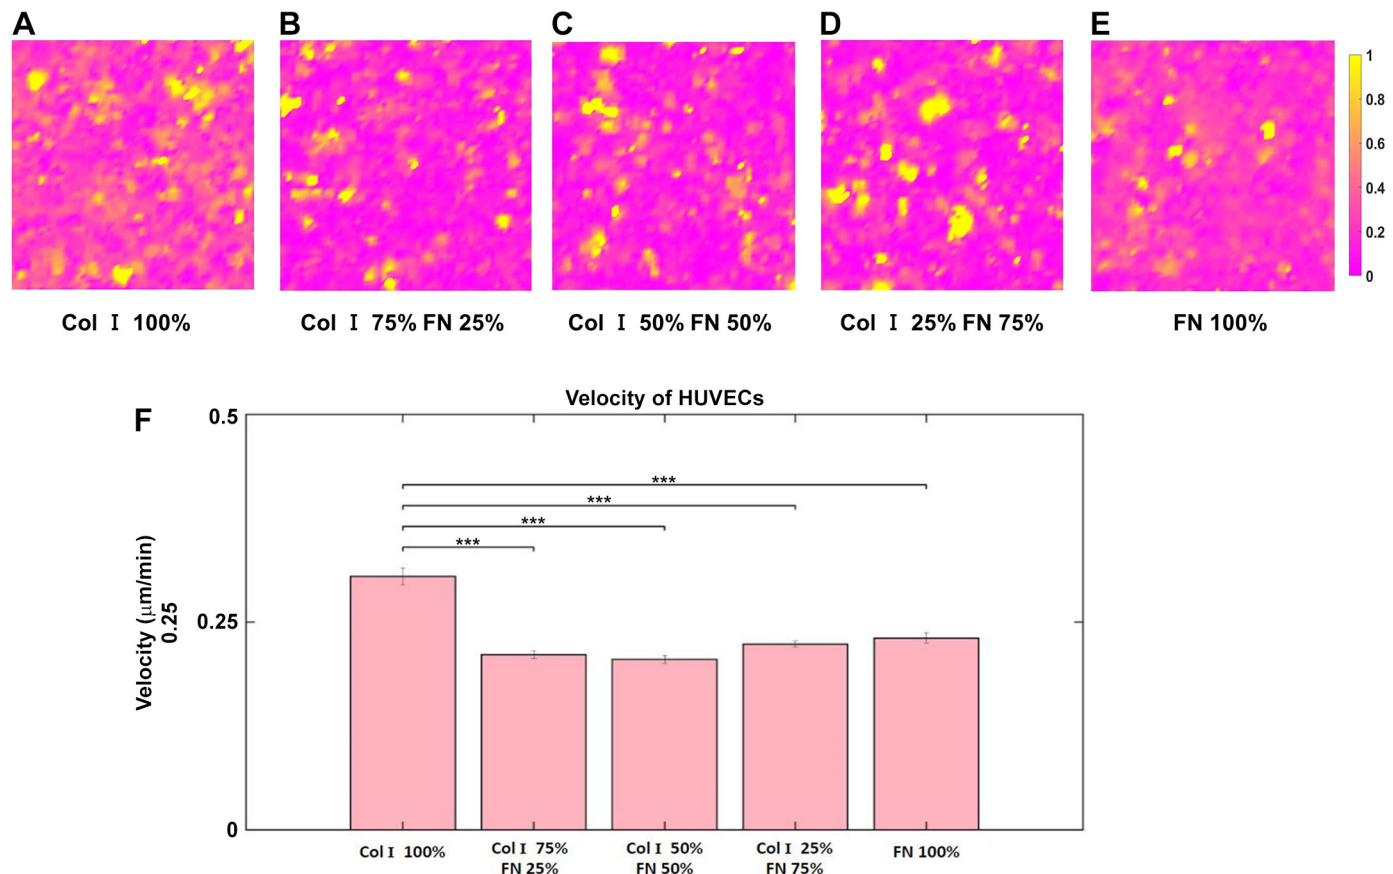 A
B
C
D
E
1
0.8
0.6
0.4
0.2
0
Col I 100%
Col I 75% FN 25%
Col I 50% FN 50%
Col I 25% FN 75%
FN 100%
F
Velocity of HUVECs
0.5
0.25
0
Velocity (μm/min)
0.25
***
***
***
***
Col I 100%
Col I 75%
FN 25%
Col I 50%
FN 50%
Col I 25%
FN 75%
FN 100%